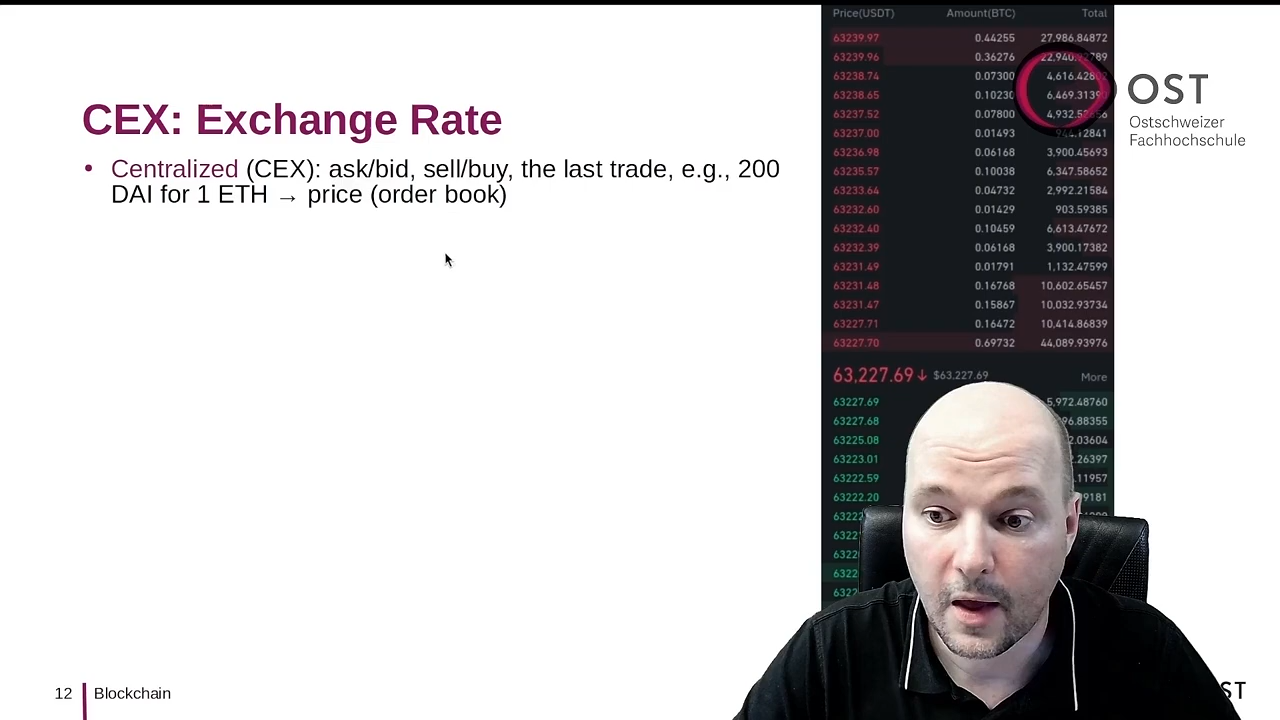 CEX: Exchange Rate
• Centralized (CEX): ask/bid, sell/buy, the last trade, e.g., 200
DAI for 1 ETH → price (order book)
Price(USDT) Amount(BTC) Total
63239.97 0.44255 27,986.84872
63239.96 0.36276
63238.74 0.07300
63238.65 0.10230
63237.52 0.07800
63237.00 0.01493 944.12841
63236.98 0.06168 3,900.45693
63235.57 0.10038 6,347.58652
63233.64 0.04732 2,992.21584
63232.60 0.01429 903.59385
63232.40 0.10459 6,613.47672
63232.39 0.06168 3,900.17382
63231.49 0.01791 1,132.47599
63231.48 0.16768 10,602.65457
63231.47 0.15867 10,032.93734
63227.71 0.16472 10,414.86839
63227.70 0.69732 44,089.93976
63,227.69↓ $63,227.69 More
63227.69 5,972.48760
63227.68
63225.08
63223.01
63222.59
63222.20
OST
Ostschweizer
Fachhochschule
12 Blockchain